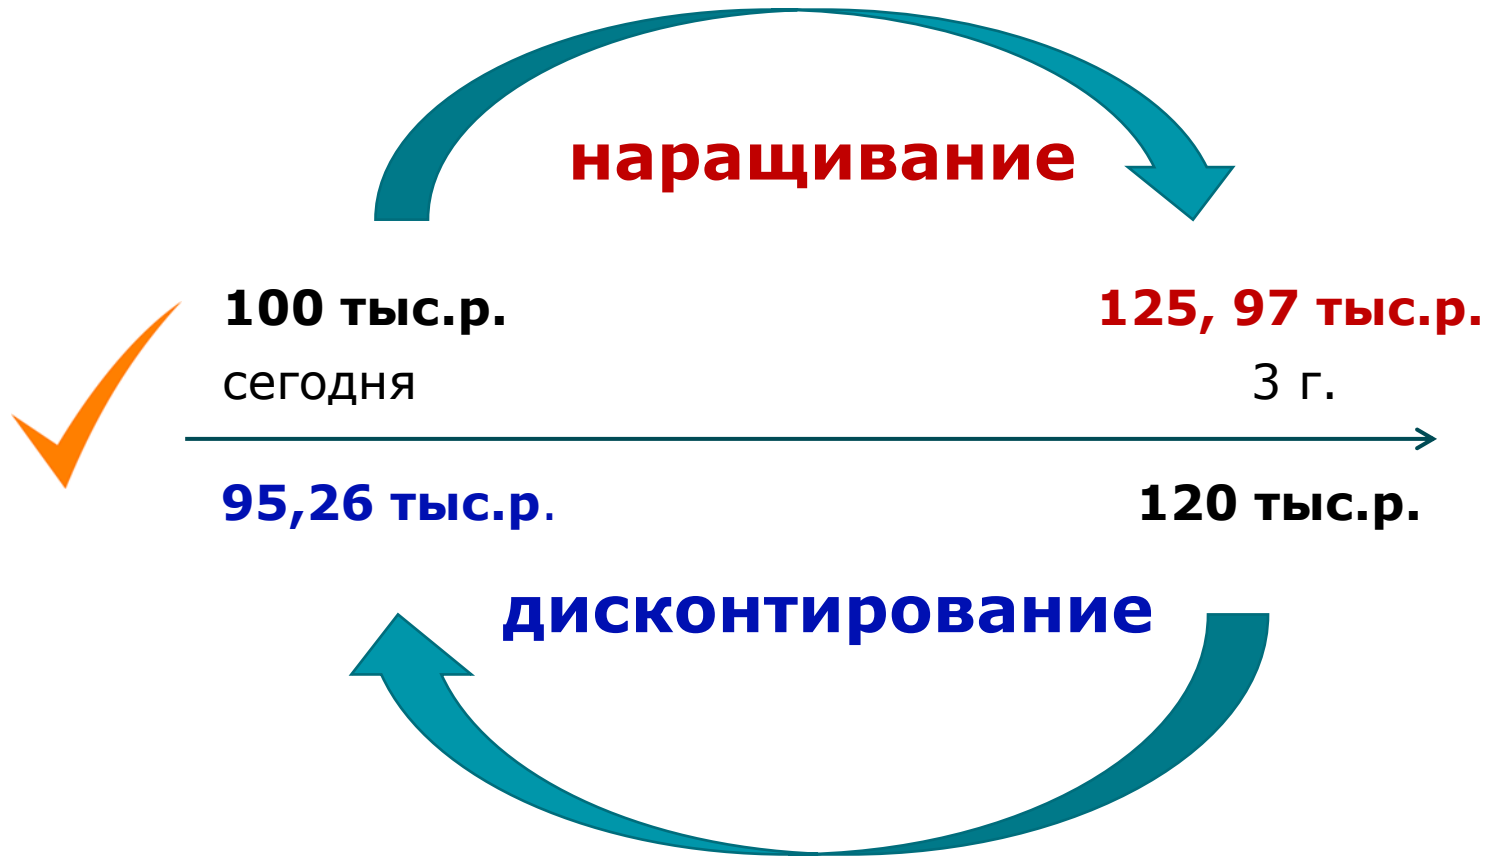 наращивание
100 тыс.р.
125, 97 тыс.р.
сегодня
3 г.
95,26 тыс.р.
120 тыс.р.
дисконтирование